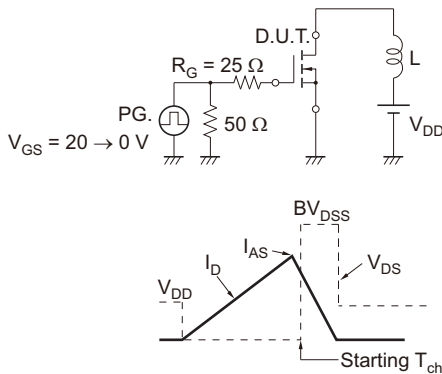 D.U.T.
L
R_G = 25 Ω
PG.
50 Ω
V_DD
V_GS = 20 → 0 V
BV_DSS
I_AS
V_DS
I_D
V_DD
Starting T_ch